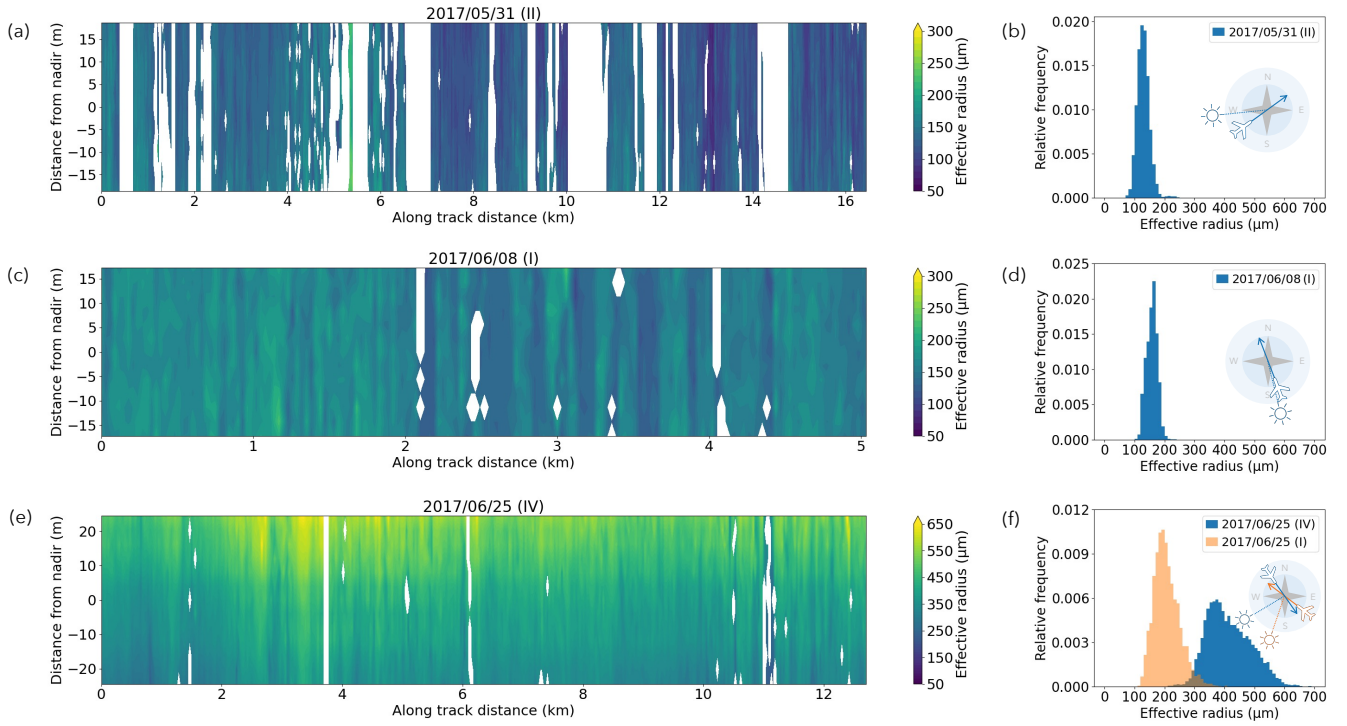 (a)
2017/05/31 (II)
Distance from nadir (m)
15
10
5
0
−5
−10
−15
0 2 4 6 8 10 12 14 16
Along track distance (km)
300
250
200
150
100
50
Effective radius (μm)
(b)
Relative frequency
0.020
0.015
0.010
0.005
0.000
2017/05/31 (II)
N
W E
S
0 100 200 300 400 500 600 700
Effective radius (μm)
(c)
2017/06/08 (I)
Distance from nadir (m)
15
10
5
0
−5
−10
−15
0 1 2 3 4 5
Along track distance (km)
300
250
200
150
100
50
Effective radius (μm)
(d)
Relative frequency
0.025
0.020
0.015
0.010
0.005
0.000
2017/06/08 (I)
N
W E
S
0 100 200 300 400 500 600 700
Effective radius (μm)
(e)
2017/06/25 (IV)
Distance from nadir (m)
20
10
0
−10
−20
0 2 4 6 8 10 12
Along track distance (km)
650
550
450
350
250
150
50
Effective radius (μm)
(f)
Relative frequency
0.012
0.009
0.006
0.003
0.000
2017/06/25 (IV)
2017/06/25 (I)
N
W E
S
0 100 200 300 400 500 600 700
Effective radius (μm)